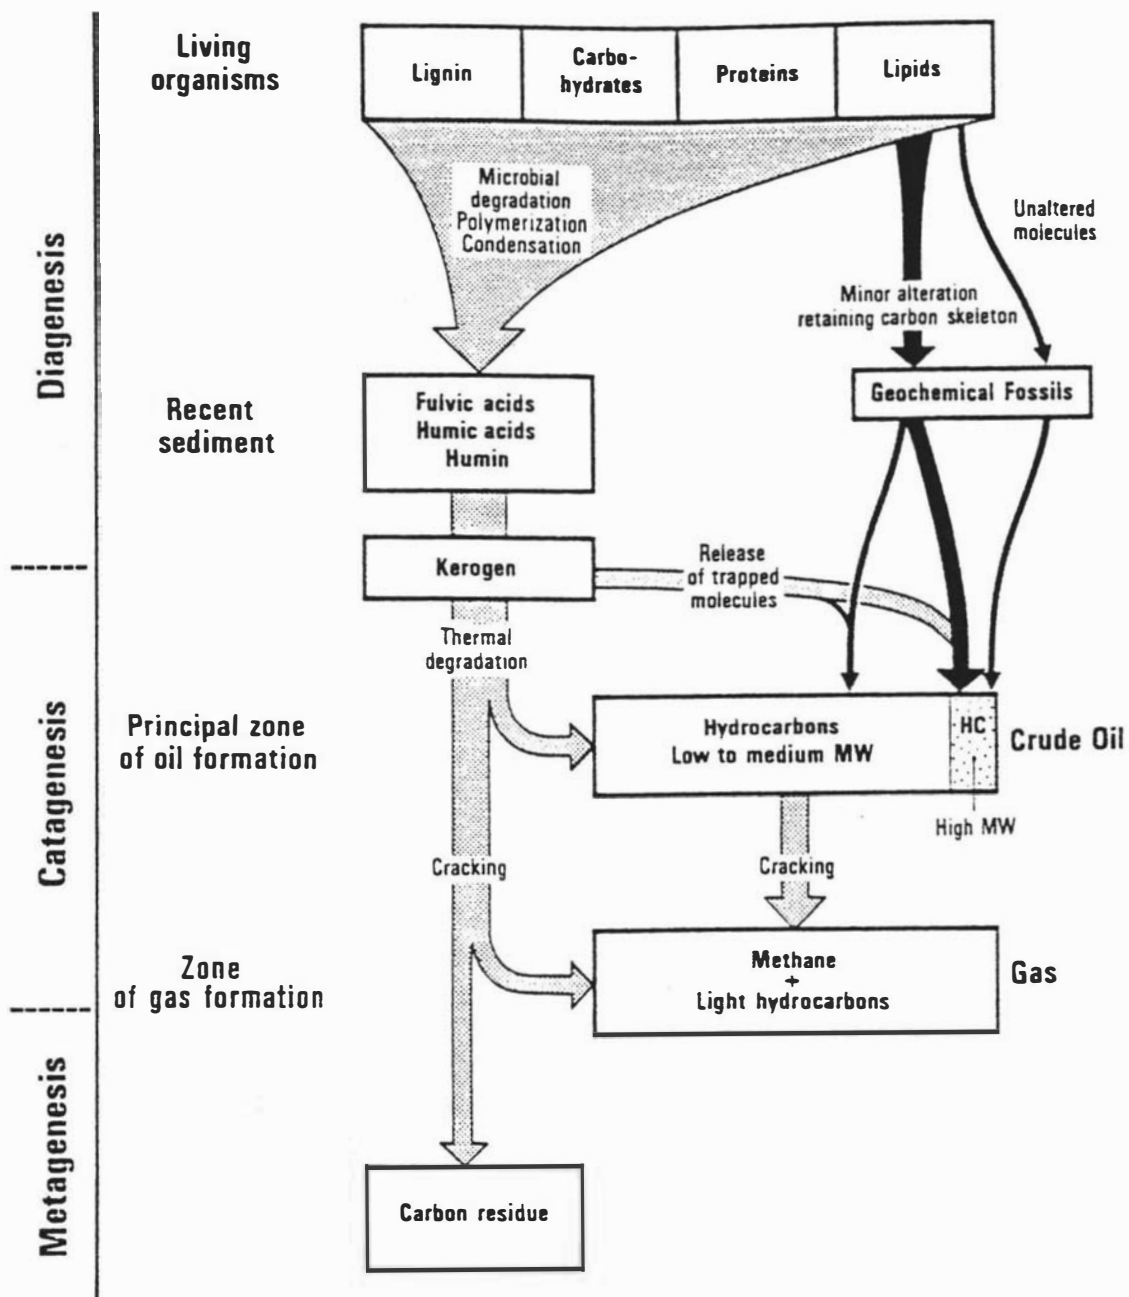 Living
organisms
Lignin
Carbo-
hydrates
Proteins
Lipids
Microbial
degradation
Polymerization
Condensation
Unaltered
molecules
Minor alteration
retaining carbon skeleton
Diagenesis
Recent
sediment
Fulvic acids
Humic acids
Humin
Geochemical Fossils
Kerogen
Release
of trapped
molecules
Thermal
degradation
Catagenesis
Principal zone
of oil formation
Hydrocarbons
Low to medium MW
HC
Crude Oil
High MW
Cracking
Cracking
Zone
of gas formation
Methane
+
Light hydrocarbons
Gas
Metagenesis
Carbon residue